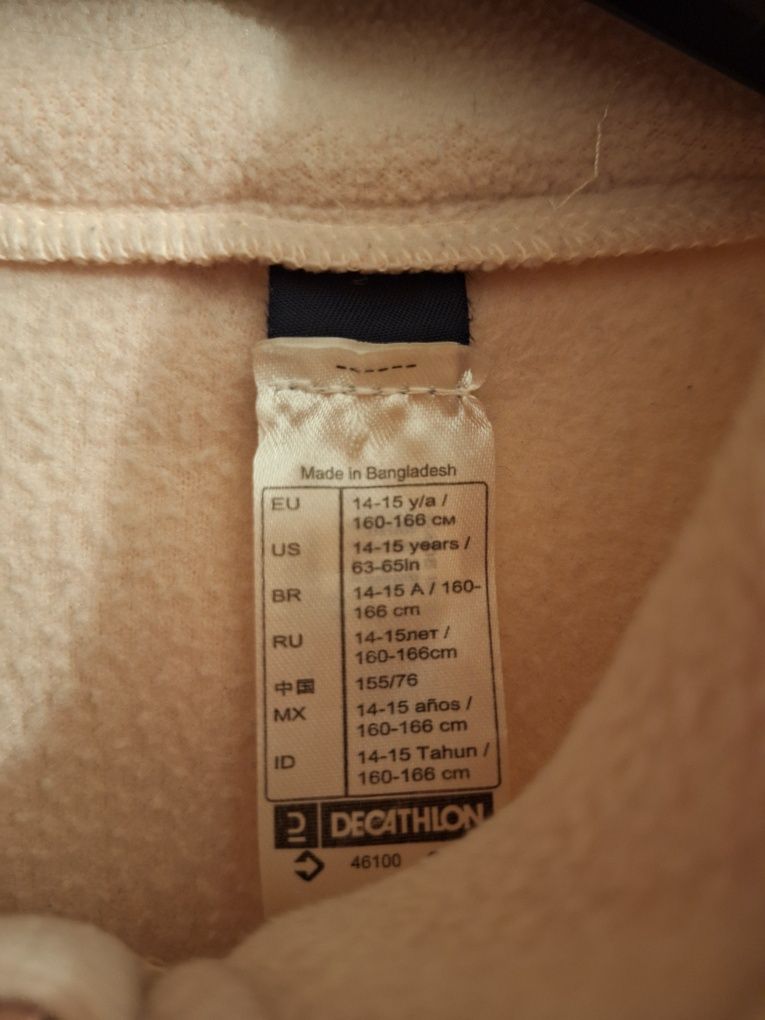 Made in Bangladesh
EU 14-15 y/a /
160-166 см
US 14-15 years /
63-65In
BR 14-15 A / 160-
166 cm
RU 14-15лет /
160-166cm
中国 155/76
MX 14-15 años /
160-166 cm
ID 14-15 Tahun /
160-166 cm
DECATHLON
46100